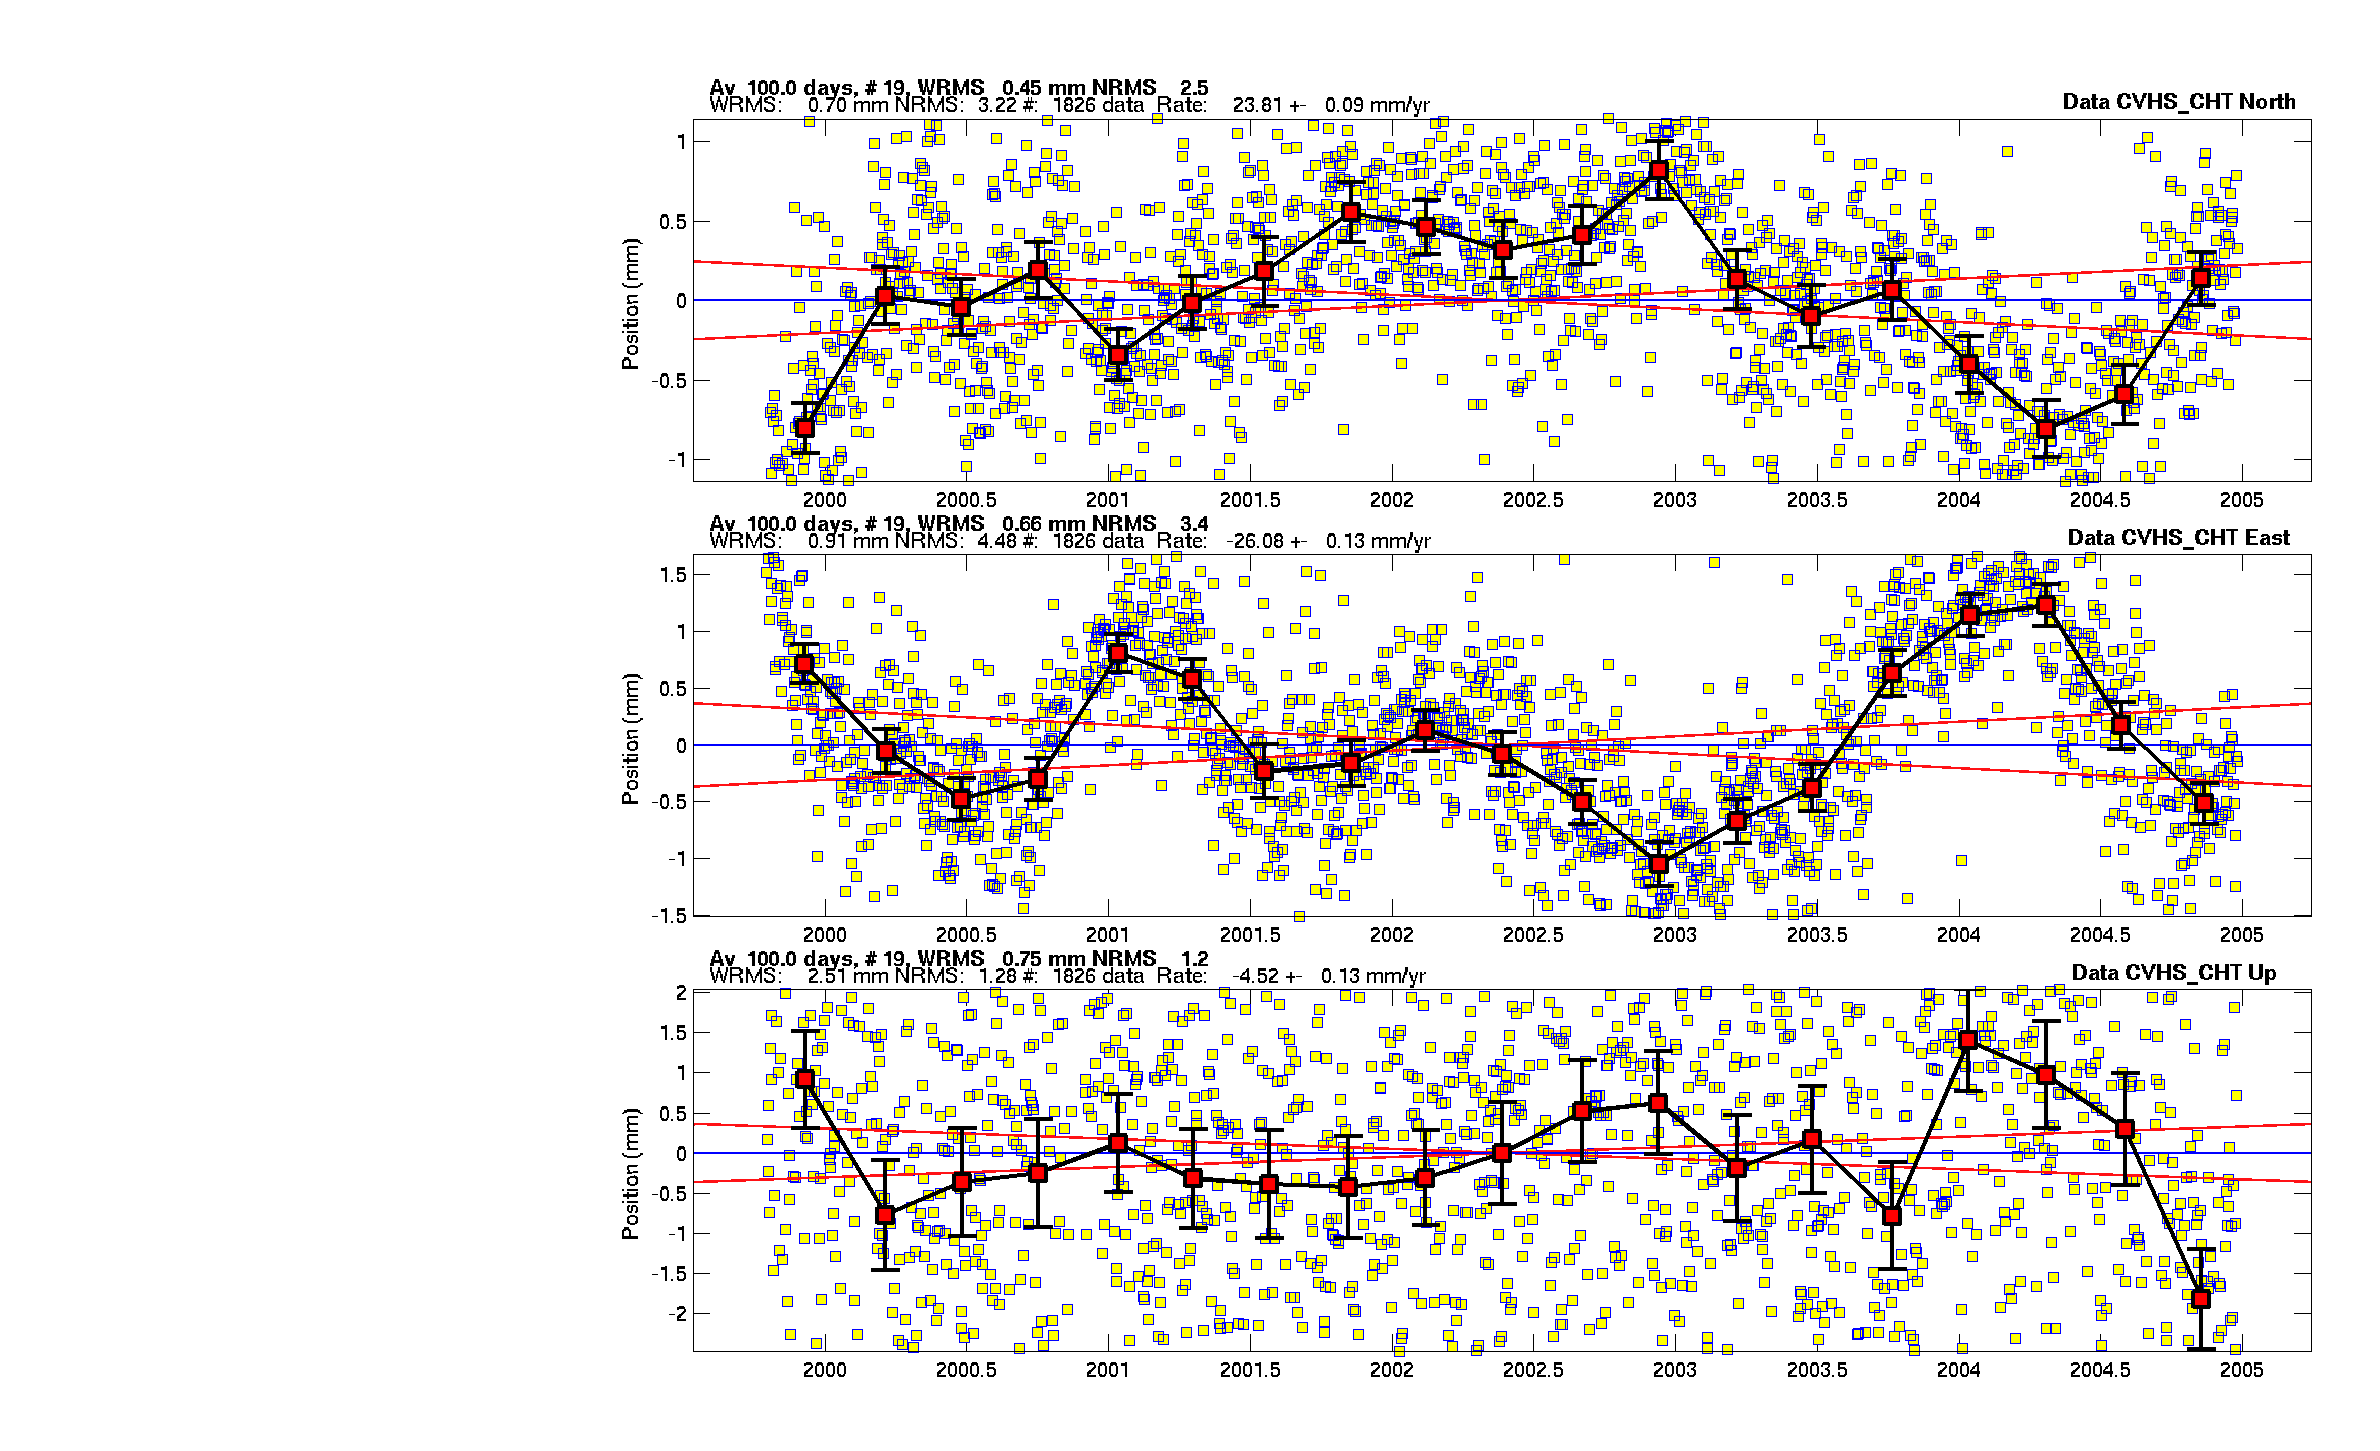 Av 100.0 days, # 19, WRMS 0.45 mm NRMS 2.5
WRMS: 0.70 mm NRMS: 3.22 #: 1826 data Rate: 23.81 +- 0.09 mm/yr
Data CVHS_CHT North
1
0.5
0
-0.5
-1
Position (mm)
2000 2000.5 2001 2001.5 2002 2002.5 2003 2003.5 2004 2004.5 2005
Av 100.0 days, # 19, WRMS 0.66 mm NRMS 3.4
WRMS: 0.91 mm NRMS: 4.48 #: 1826 data Rate: -26.08 +- 0.13 mm/yr
Data CVHS_CHT East
1.5
1
0.5
0
-0.5
-1
-1.5
Position (mm)
2000 2000.5 2001 2001.5 2002 2002.5 2003 2003.5 2004 2004.5 2005
Av 100.0 days, # 19, WRMS 0.75 mm NRMS 1.2
WRMS: 2.51 mm NRMS: 1.28 #: 1826 data Rate: -4.52 +- 0.13 mm/yr
Data CVHS_CHT Up
2
1.5
1
0.5
0
-0.5
-1
-1.5
-2
Position (mm)
2000 2000.5 2001 2001.5 2002 2002.5 2003 2003.5 2004 2004.5 2005